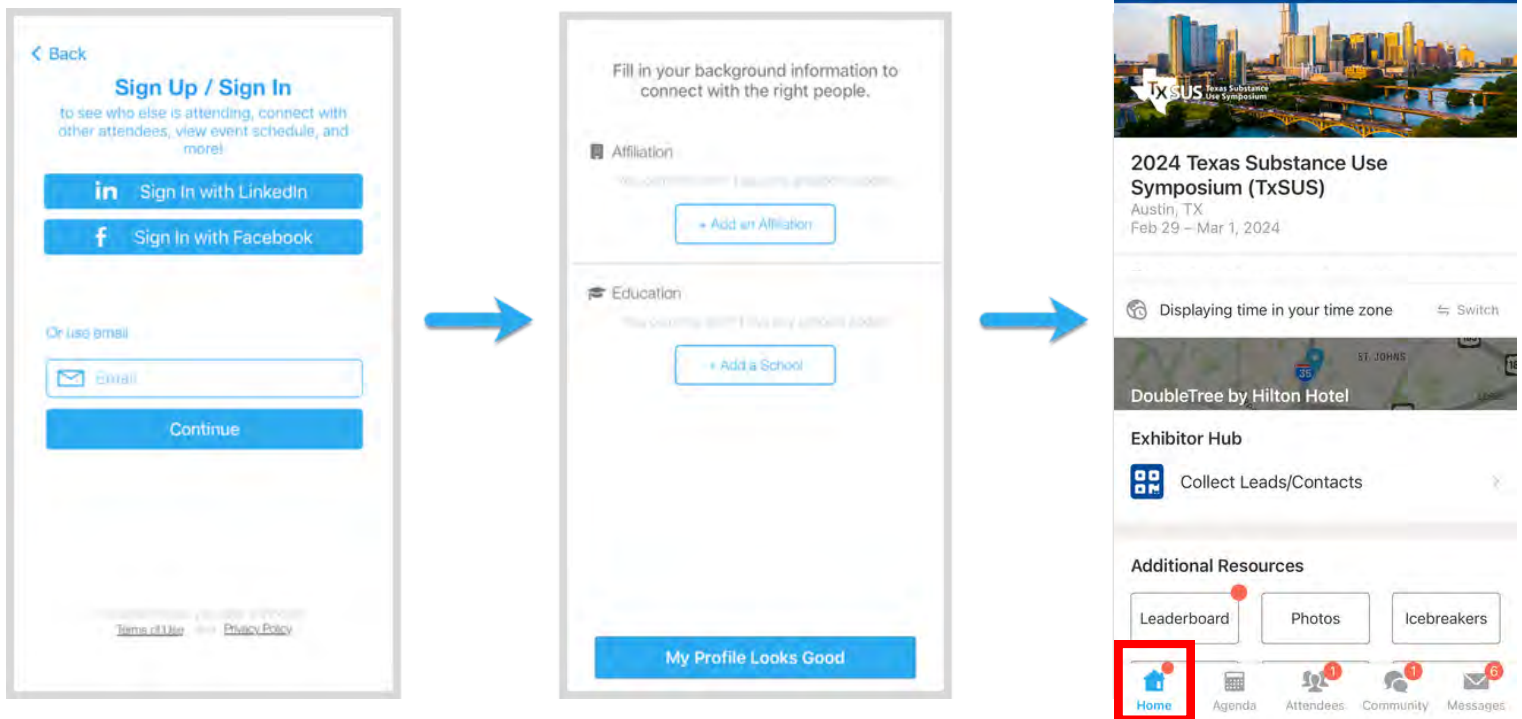 Back
Sign Up / Sign In
to see who else is attending, connect with
other attendees, view event schedule, and
more!
in Sign In with LinkedIn
f Sign In with Facebook
Or use email
Email
Continue
Terms of Use Privacy Policy
Fill in your background information to
connect with the right people.
Affiliation
+ Add an Affiliation
Education
+ Add a School
My Profile Looks Good
TXSUS Texas Substance
Use Symposium
2024 Texas Substance Use
Symposium (TxSUS)
Austin, TX
Feb 29 – Mar 1, 2024
Displaying time in your time zone
Switch
ST. JOHNS
35
DoubleTree by Hilton Hotel
Exhibitor Hub
Collect Leads/Contacts
Additional Resources
Leaderboard Photos Icebreakers
1 1 6
Home Agenda Attendees Community Messages